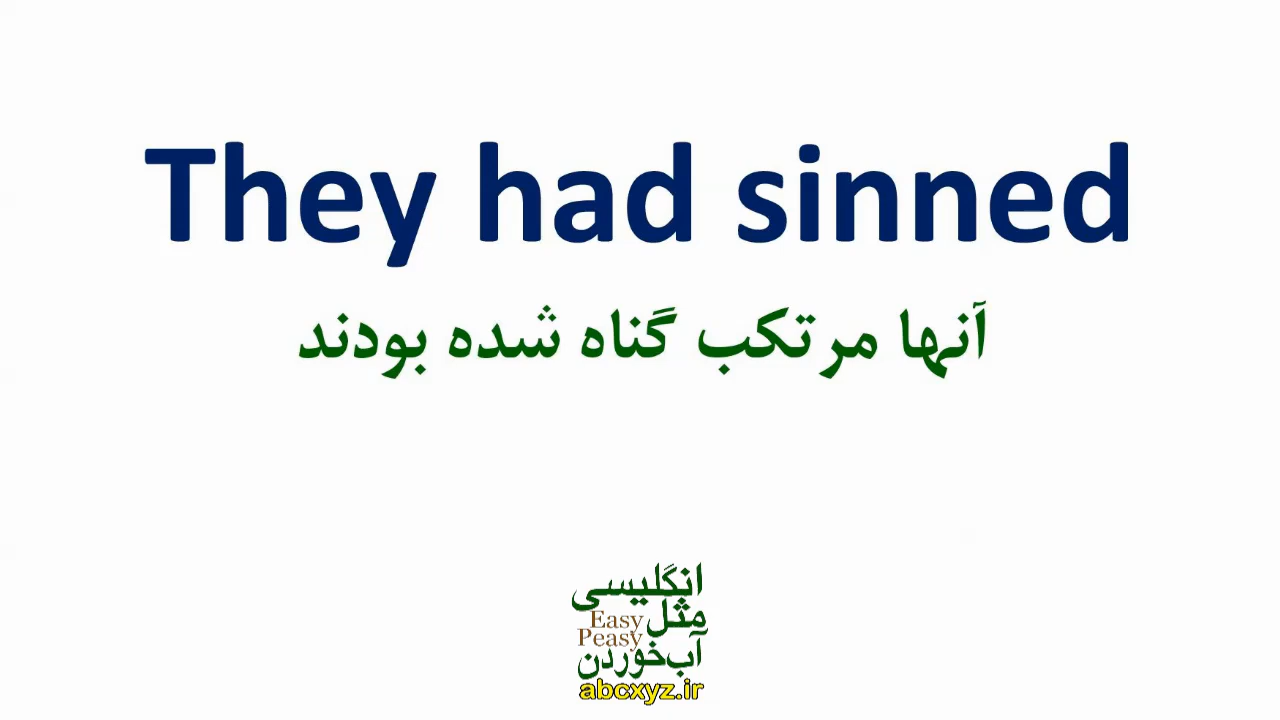 They had sinned
آنها مرتکب گناه شده بودند
انگلیسی
مثل
Easy
Peasy
آب‌خوردن
abcxyz.ir